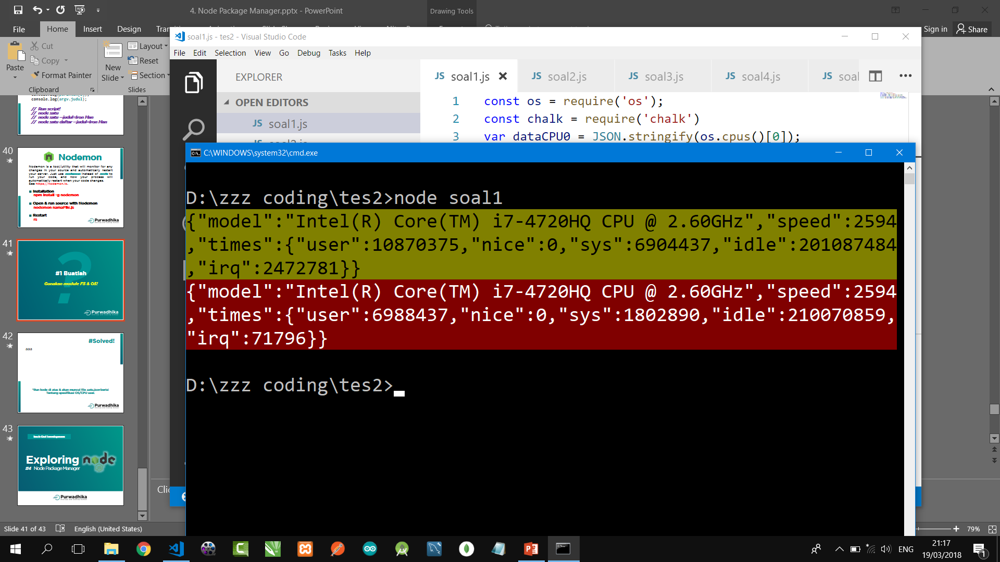 4. Node Package Manager.pptx - PowerPoint
Drawing Tools
File
Home
Insert
Design
Sign in
Share
Paste
Cut
Copy
Format Painter
Clipboard
New
Slide
Layout
Reset
Section
Slides
console.log(argv.judul);
// Run script!
// node satu
// node satu --judul=Iron Man
// node satu daftar --judul=Iron Man
40
Nodemon
Nodemon is a tool/utility that will monitor for any
changes in your source and automatically restart
your server. Just use nodemon instead of node to
run your code, and now your process will
automatically restart when your code changes.
See https://nodemon.io.
Installation
npm install -g nodemon
Open & run source with Nodemon
nodemon namaFile.js
Restart
rs
Purwadhika
41
?
#1 Buatlah
Gunakan module FS & OS!
Purwadhika
42
#Solved!
aaa
*Run kode di atas & akan muncul file satu.json berisi
Tentang spesifikasi OS/CPU user.
Purwadhika
43
Back-End Development
Exploring node
#4 Node Package Manager
Purwadhika
soal1.js - tes2 - Visual Studio Code
File Edit Selection View Go Debug Tasks Help
EXPLORER
OPEN EDITORS
JS soal1.js
JS soal1.js
JS soal2.js
JS soal3.js
JS soal4.js
JS soal
1 const os = require('os');
2 const chalk = require('chalk')
3 var dataCPU0 = JSON.stringify(os.cpus()[0]);
C:\WINDOWS\system32\cmd.exe
D:\zzz coding\tes2>node soal1
{"model":"Intel(R) Core(TM) i7-4720HQ CPU @ 2.60GHz","speed":2594
,"times":{"user":10870375,"nice":0,"sys":6904437,"idle":201087484
,"irq":2472781}}
{"model":"Intel(R) Core(TM) i7-4720HQ CPU @ 2.60GHz","speed":2594
,"times":{"user":6988437,"nice":0,"sys":1802890,"idle":210070859,
"irq":71796}}
D:\zzz coding\tes2>
Slide 41 of 43
English (United States)
79%
ENG
21:17
19/03/2018
1